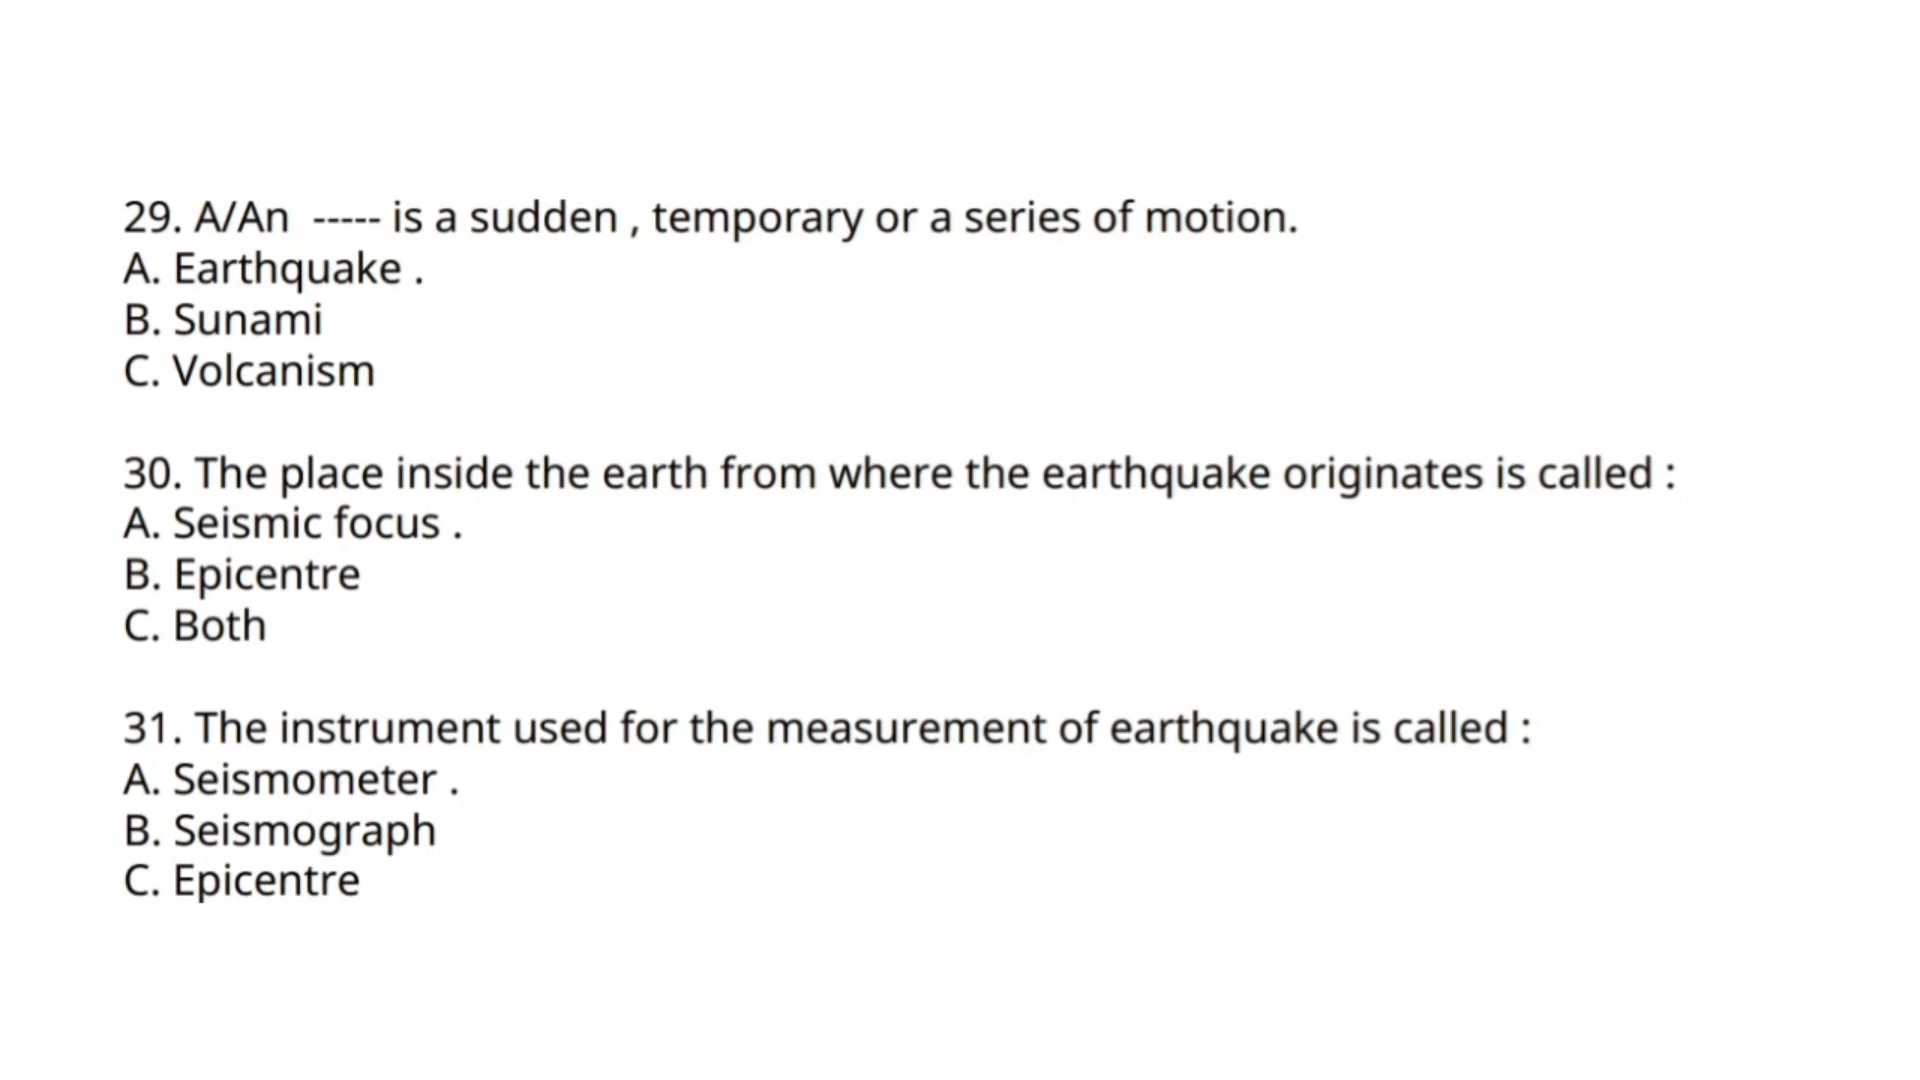 29. A/An ----- is a sudden , temporary or a series of motion.
A. Earthquake .
B. Sunami
C. Volcanism
30. The place inside the earth from where the earthquake originates is called :
A. Seismic focus .
B. Epicentre
C. Both
31. The instrument used for the measurement of earthquake is called :
A. Seismometer .
B. Seismograph
C. Epicentre